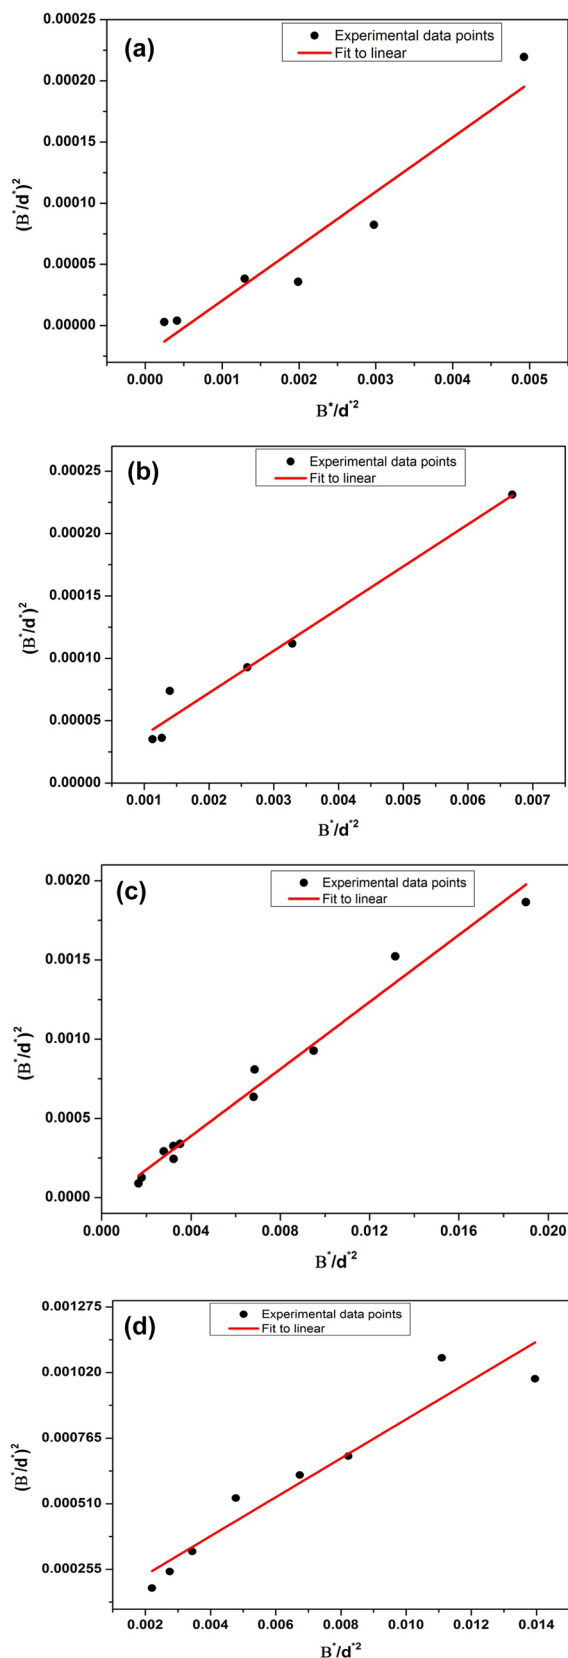 (a)
Experimental data points
Fit to linear
0.00025
0.00020
0.00015
0.00010
0.00005
0.00000
(B*/d*)²
0.000 0.001 0.002 0.003 0.004 0.005
B*/d*²
(b)
Experimental data points
Fit to linear
0.00025
0.00020
0.00015
0.00010
0.00005
0.00000
(B*/d*)²
0.001 0.002 0.003 0.004 0.005 0.006 0.007
B*/d*²
(c)
Experimental data points
Fit to linear
0.0020
0.0015
0.0010
0.0005
0.0000
(B*/d*)²
0.000 0.004 0.008 0.012 0.016 0.020
B*/d*²
(d)
Experimental data points
Fit to linear
0.001275
0.001020
0.000765
0.000510
0.000255
(B*/d*)²
0.002 0.004 0.006 0.008 0.010 0.012 0.014
B*/d*²